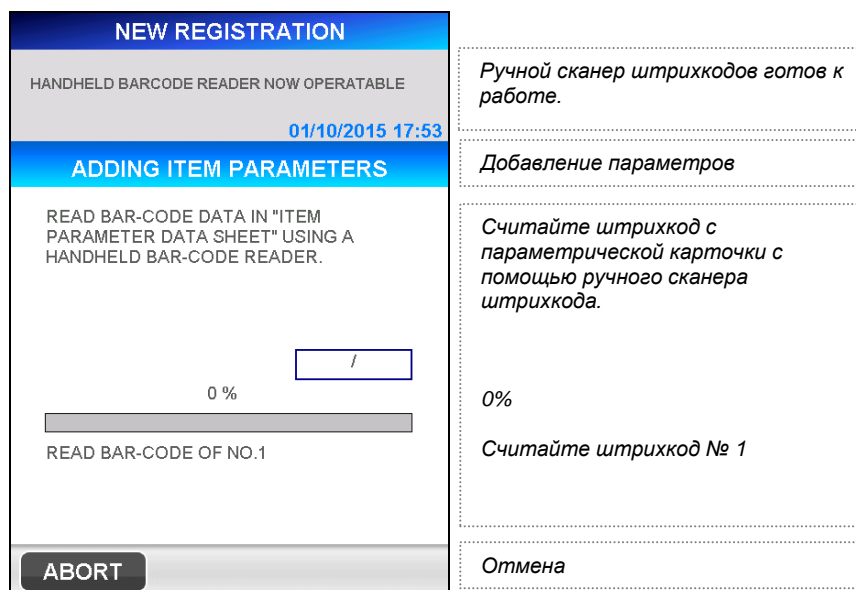 NEW REGISTRATION
HANDHELD BARCODE READER NOW OPERATABLE
01/10/2015 17:53
ADDING ITEM PARAMETERS
READ BAR-CODE DATA IN "ITEM
PARAMETER DATA SHEET" USING A
HANDHELD BAR-CODE READER.
/
0 %
READ BAR-CODE OF NO.1
ABORT
Ручной сканер штрихкодов готов к
работе.
Добавление параметров
Считайте штрихкод с
параметрической карточки с
помощью ручного сканера
штрихкода.
0%
Считайте штрихкод № 1
Отмена